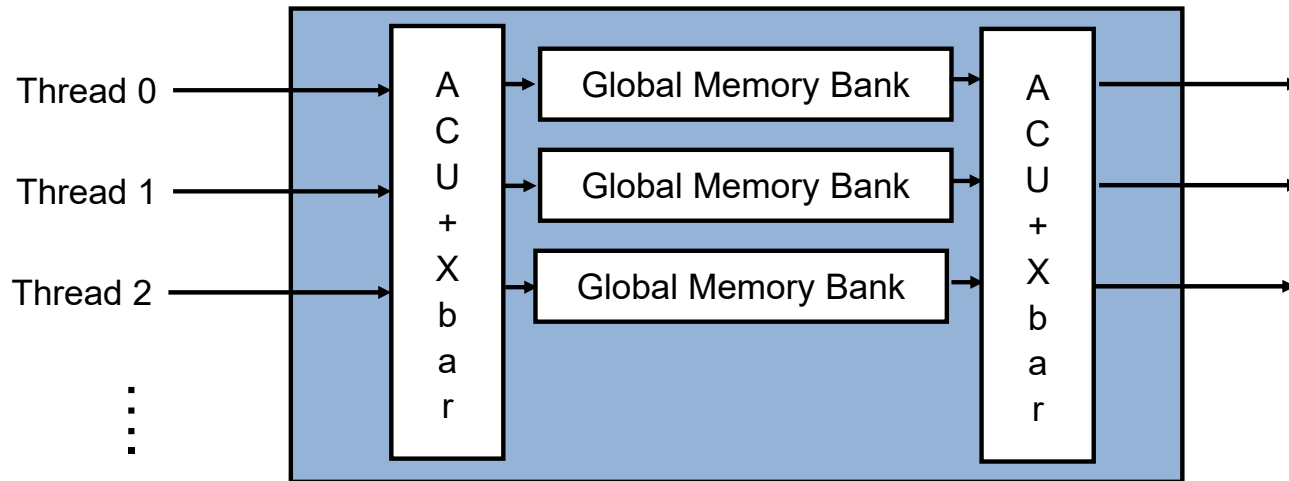 Thread 0
Thread 1
Thread 2
A
C
U
+
X
b
a
r
Global Memory Bank
Global Memory Bank
Global Memory Bank
A
C
U
+
X
b
a
r